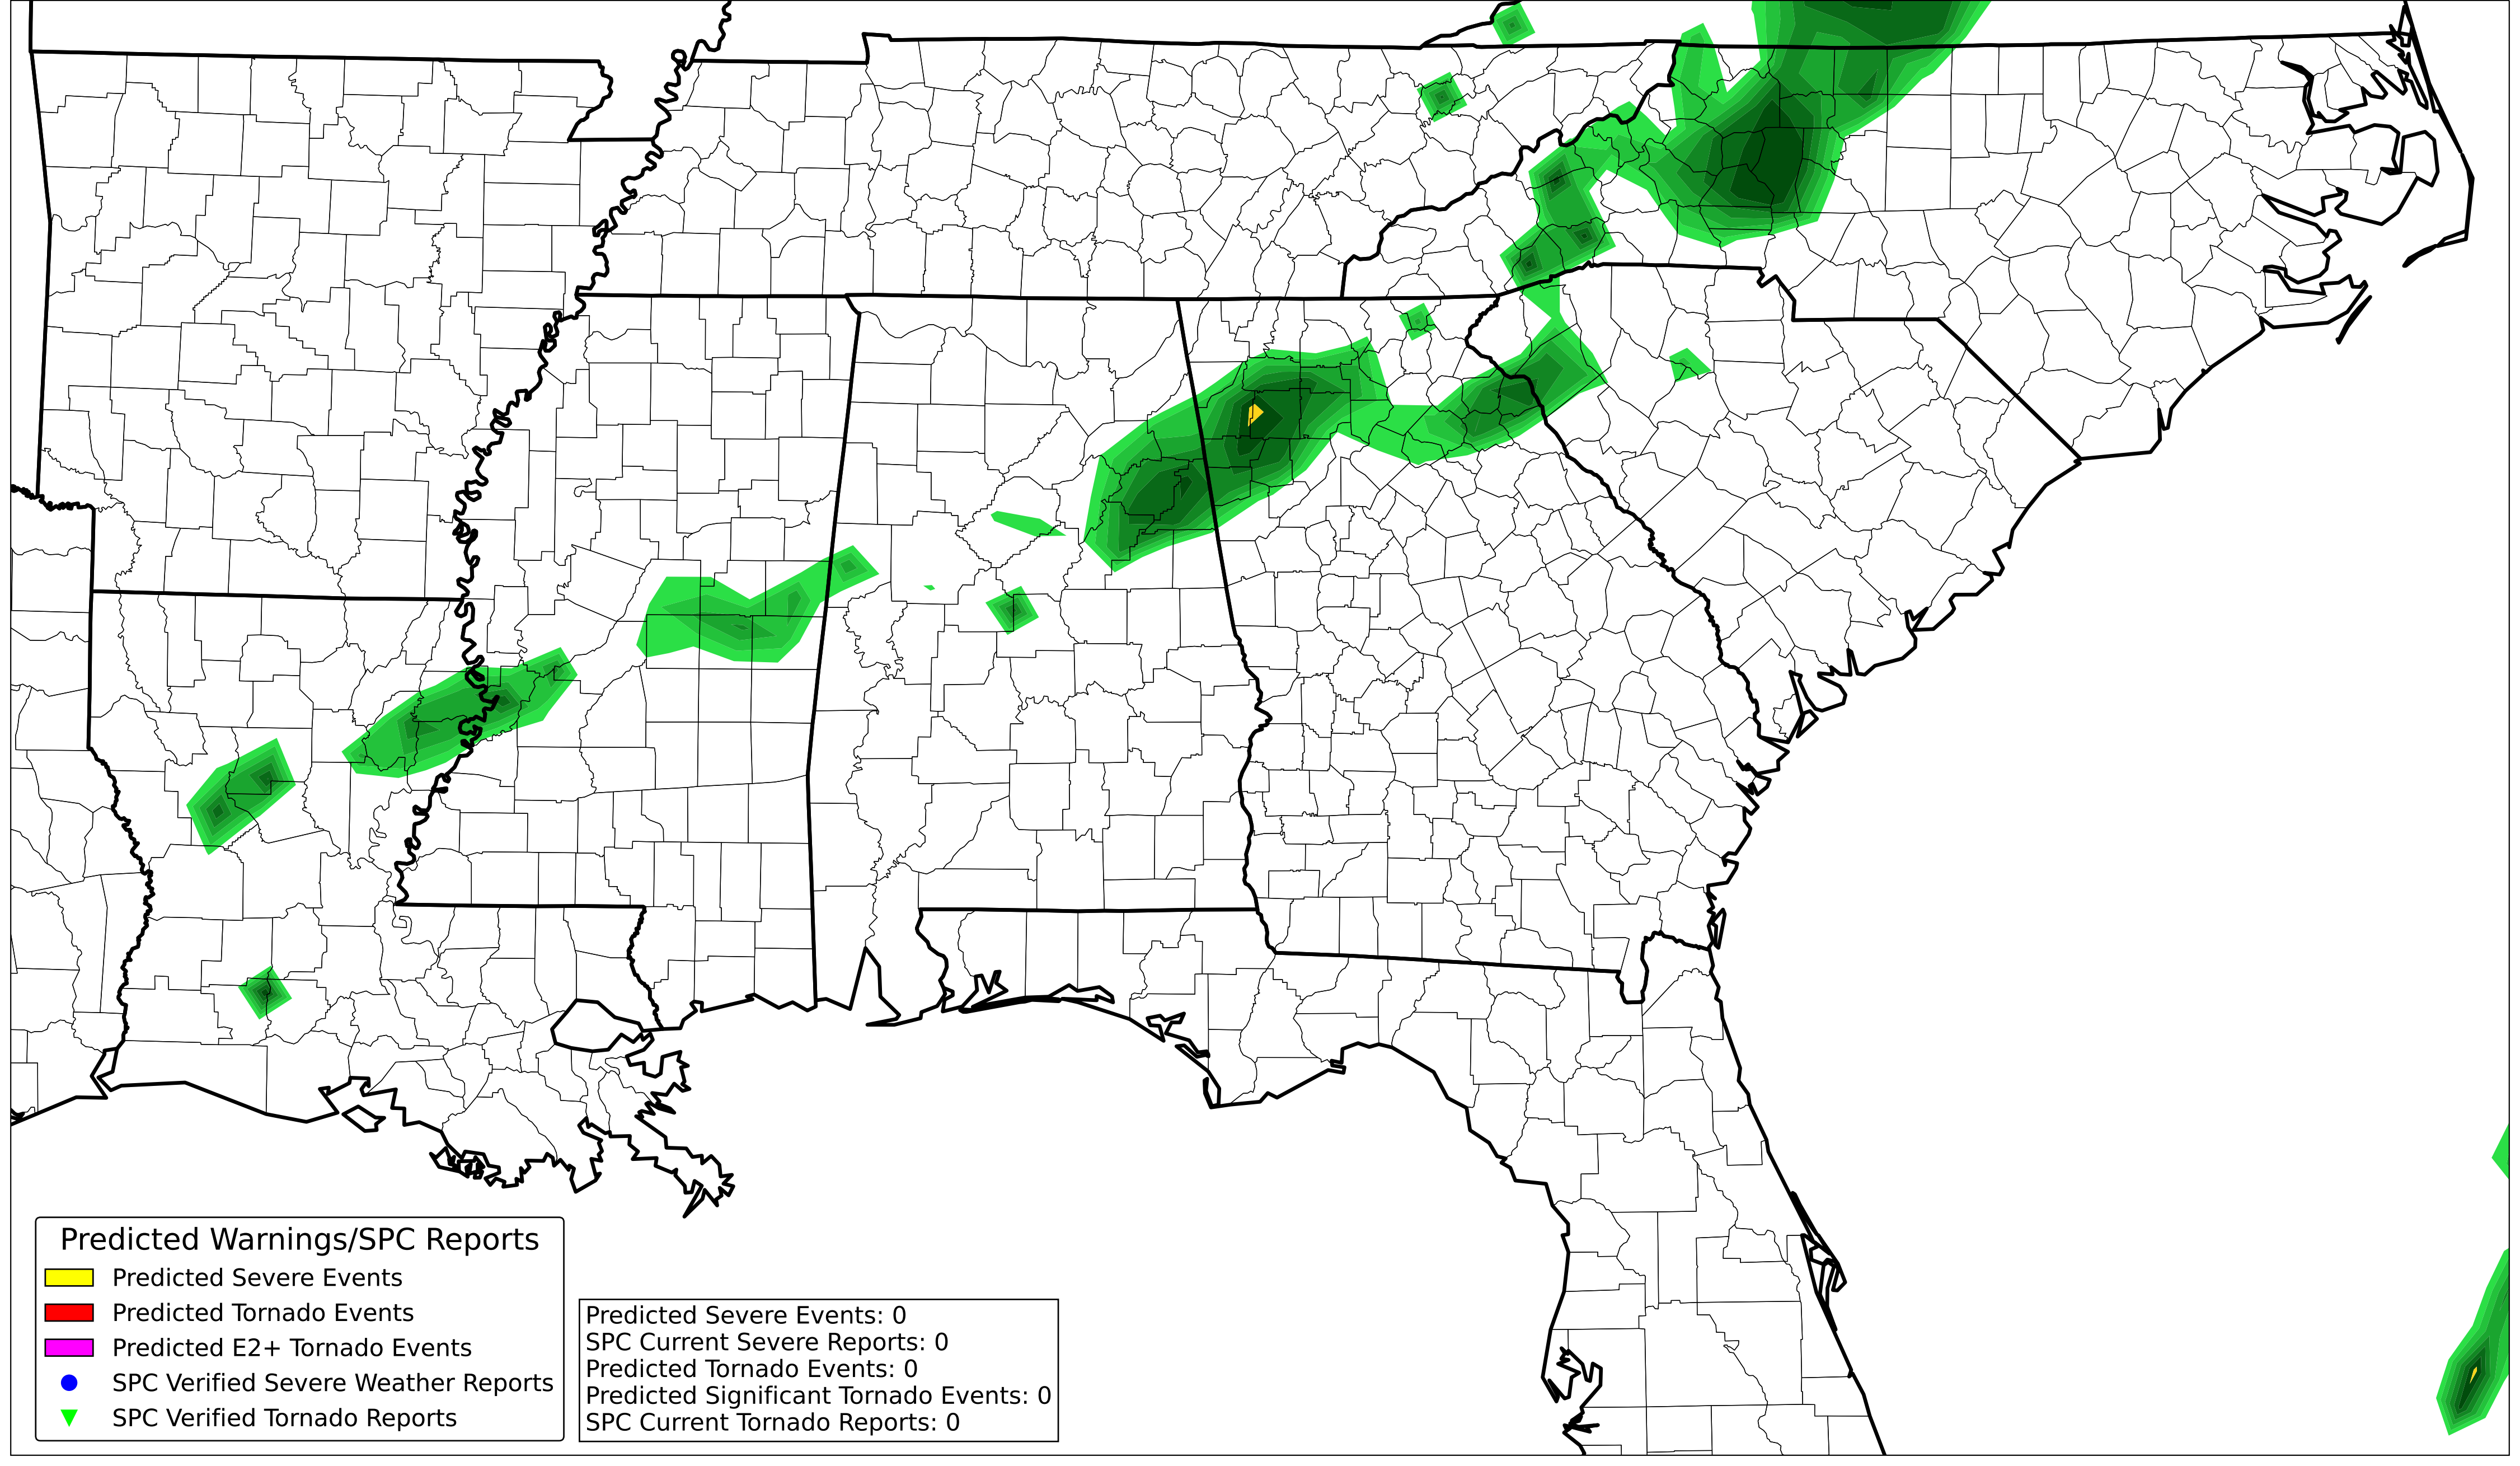 Predicted Warnings/SPC Reports
Predicted Severe Events
Predicted Tornado Events
Predicted E2+ Tornado Events
SPC Verified Severe Weather Reports
SPC Verified Tornado Reports
Predicted Severe Events: 0
SPC Current Severe Reports: 0
Predicted Tornado Events: 0
Predicted Significant Tornado Events: 0
SPC Current Tornado Reports: 0